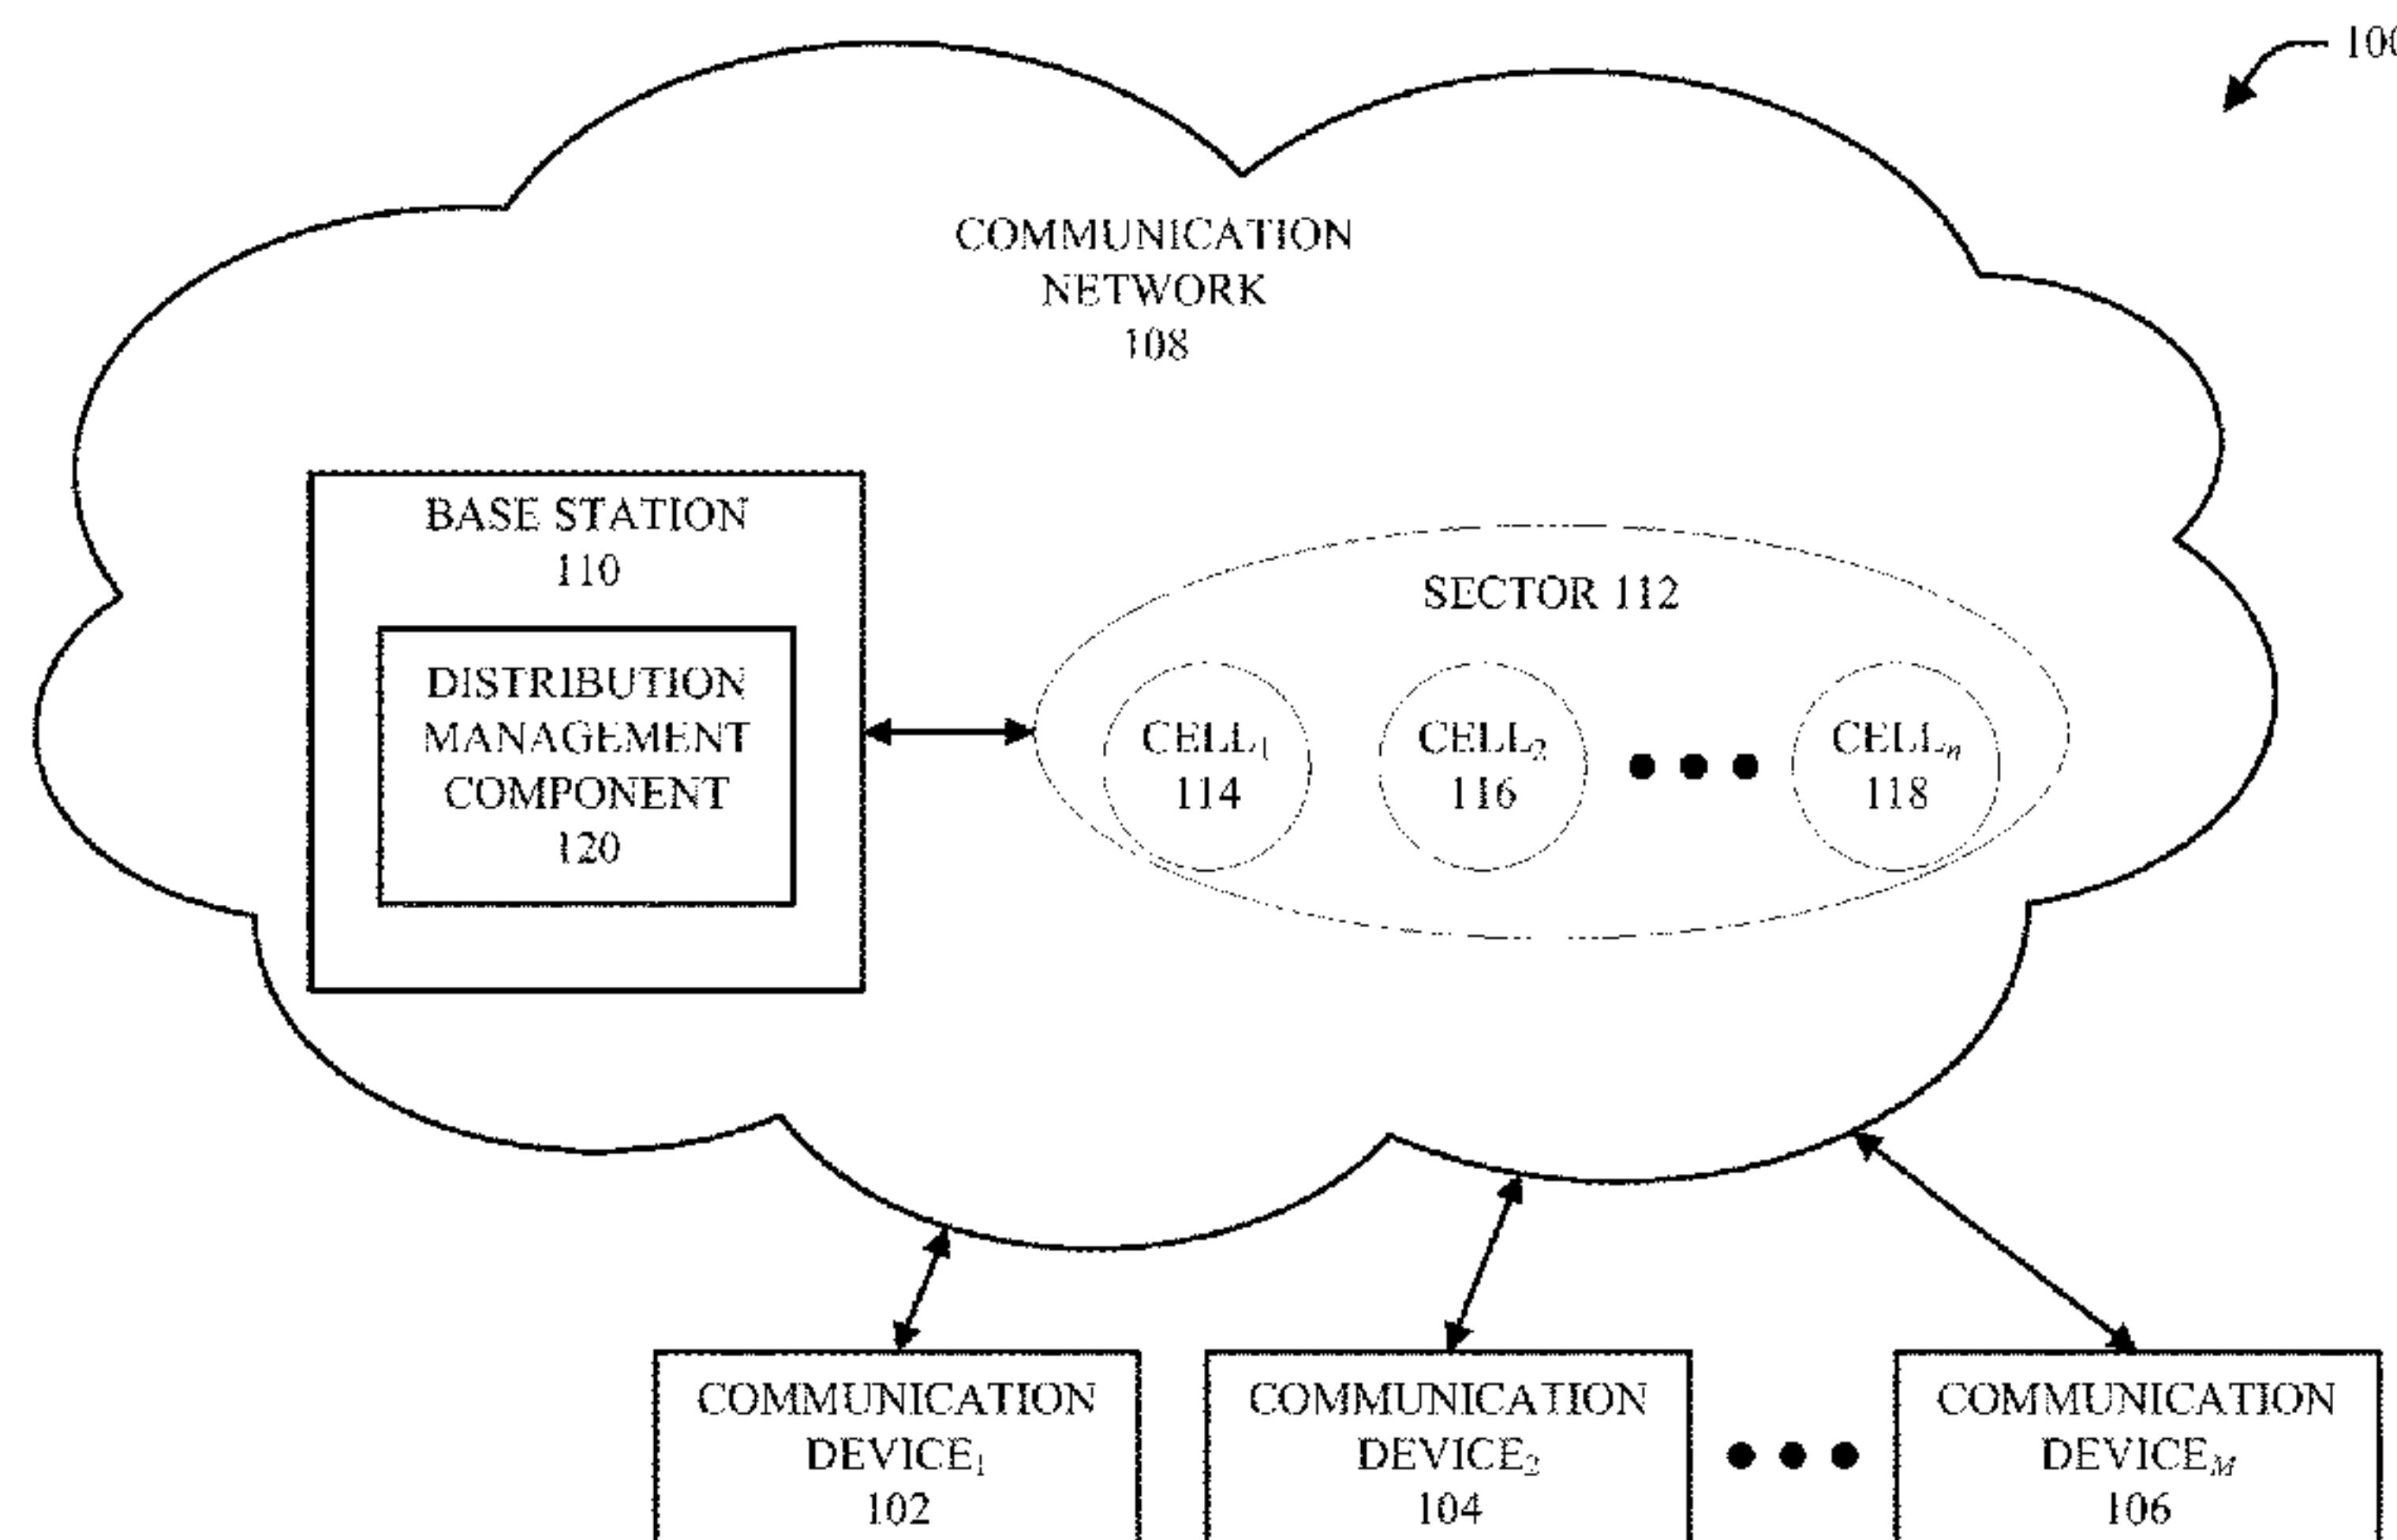 100
COMMUNICATION
NETWORK
108
BASE STATION
110
DISTRIBUTION
MANAGEMENT
COMPONENT
120
SECTOR 112
CELL₁
114
CELL₂
116
CELLₙ
118
COMMUNICATION
DEVICE₁
102
COMMUNICATION
DEVICE₂
104
COMMUNICATION
DEVICE_M
106